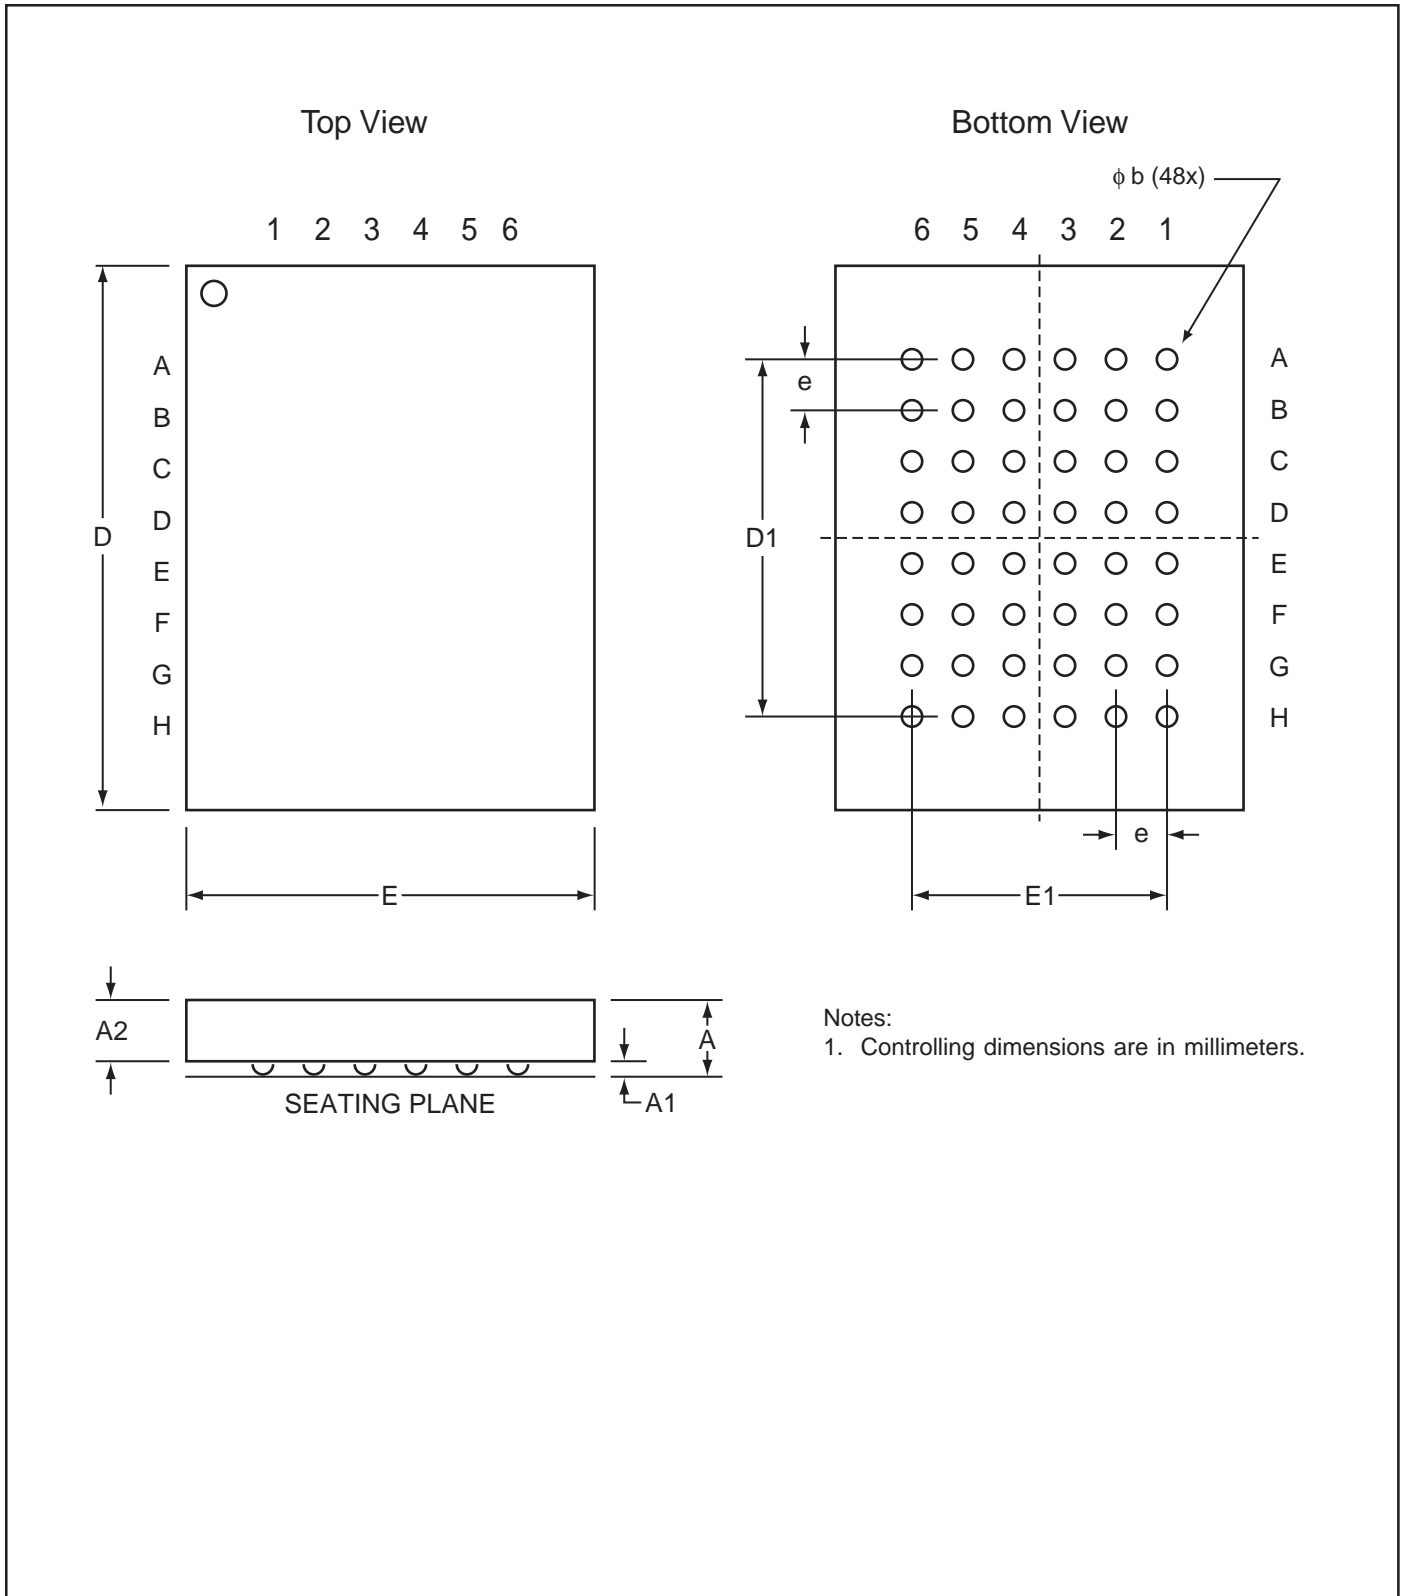 Top View
Bottom View
ϕ b (48x)
1 2 3 4 5 6
6 5 4 3 2 1
A
B
C
D
E
F
G
H
D
E
e
D1
A
B
C
D
E
F
G
H
e
E1
A2
A
A1
SEATING PLANE
Notes:
1. Controlling dimensions are in millimeters.